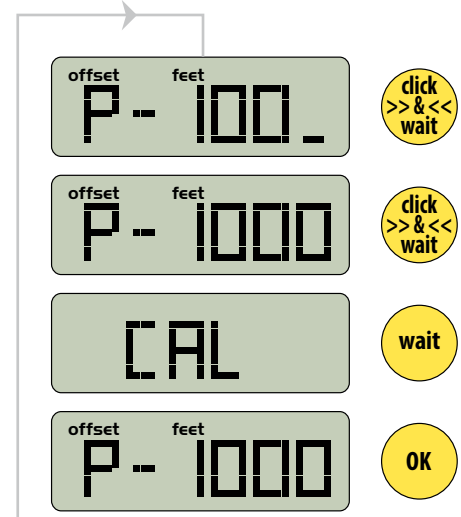 offset feet
P- 100_
click
>> & <<
wait
offset feet
P- 1000
click
>> & <<
wait
CAL
wait
offset feet
P- 1000
OK